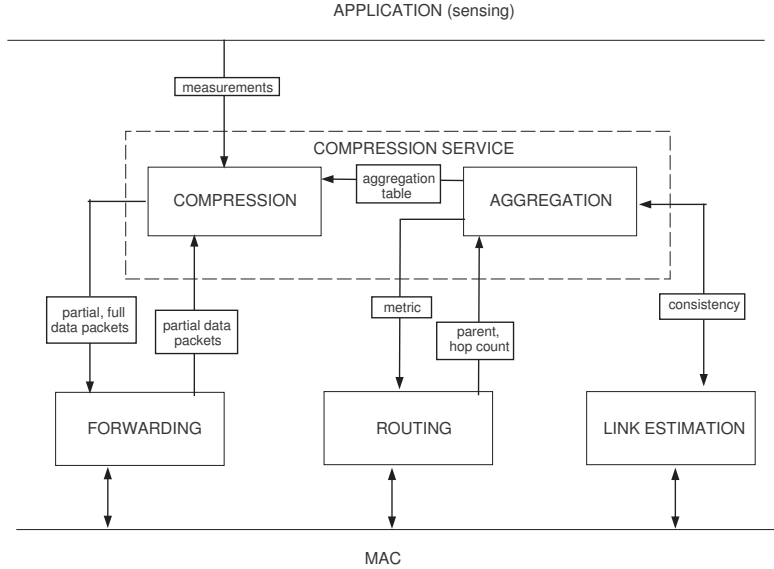 APPLICATION (sensing)
measurements
COMPRESSION SERVICE
COMPRESSION
aggregation
table
AGGREGATION
partial, full
data packets
partial data
packets
metric
parent,
hop count
consistency
FORWARDING
ROUTING
LINK ESTIMATION
MAC